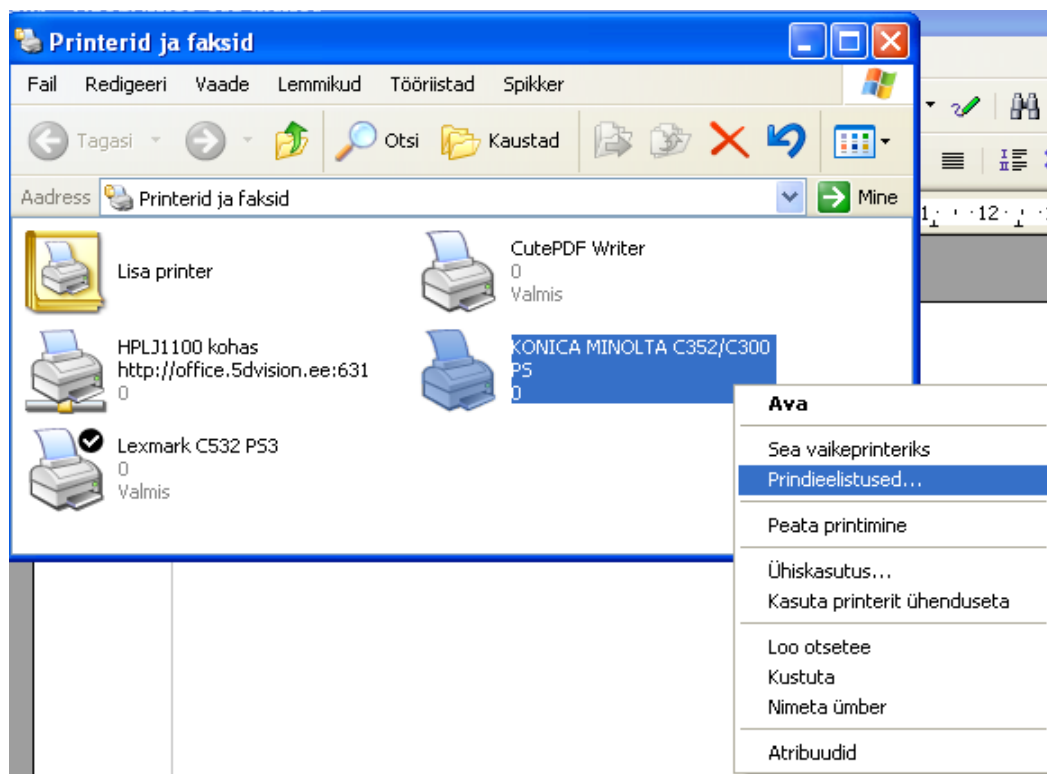 Printerid ja faksid
Fail Redigeeri Vaade Lemmikud Tööriistad Spikker
Tagasi Otsi Kaustad
Aadress Printerid ja faksid Mine
Lisa printer
CutePDF Writer
0
Valmis
HPLJ1100 kohas
http://office.5dvision.ee:631
0
KONICA MINOLTA C352/C300
PS
0
Lexmark C532 PS3
0
Valmis
Ava
Sea vaikeprinteriks
Prindieelistused...
Peata printimine
Ühiskasutus...
Kasuta printerit ühenduseta
Loo otsetee
Kustuta
Nimeta ümber
Atribuudid
12